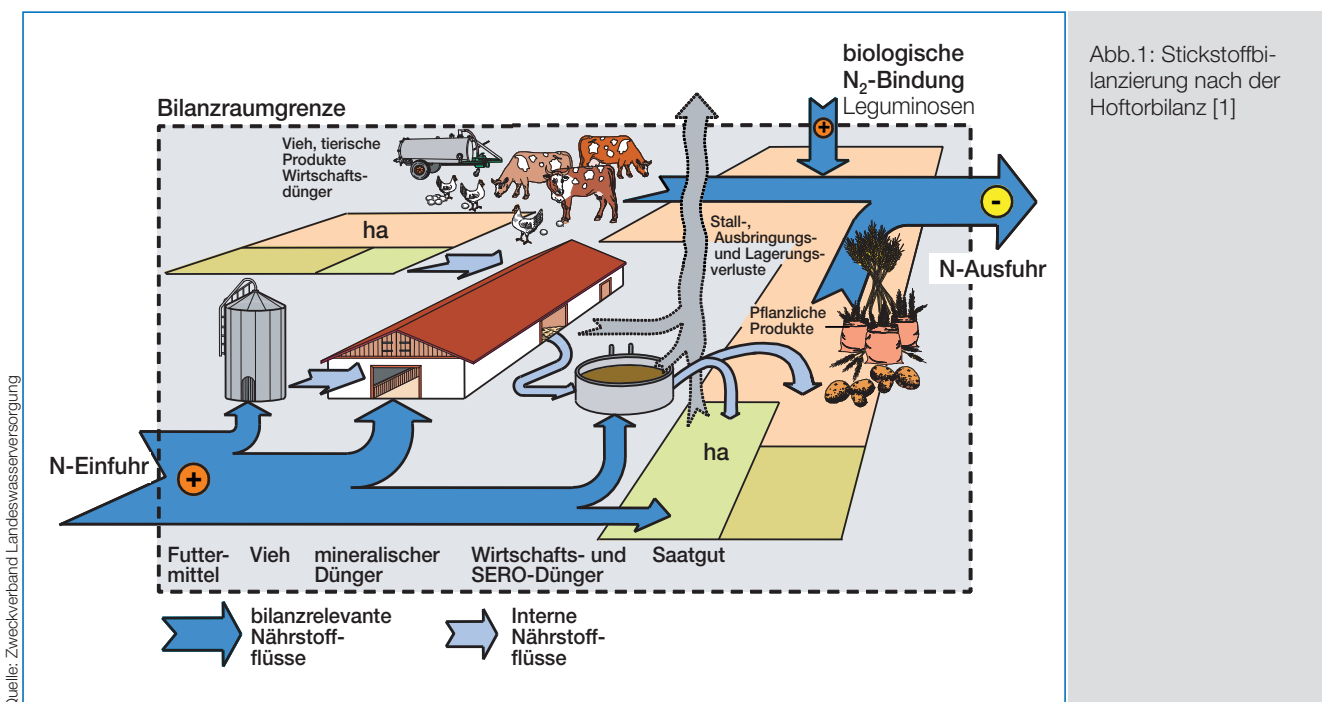 biologische
N₂-Bindung
Leguminosen
Bilanzraumgrenze
Vieh, tierische
Produkte
Wirtschafts-
dünger
ha
Stall-,
Ausbringungs-
und Lagerungs-
verluste
-
N-Ausfuhr
Pflanzliche
Produkte
+
N-Einfuhr
+
ha
Futter-
mittel
Vieh
mineralischer
Dünger
Wirtschafts- und
SERO-Dünger
Saatgut
bilanzrelevante
Nährstoff-
flüsse
Interne
Nährstoff-
flüsse
Quelle: Zweckverband Landeswasserversorgung
Abb.1: Stickstoffbi-
lanzierung nach der
Hoftorbilanz [1]